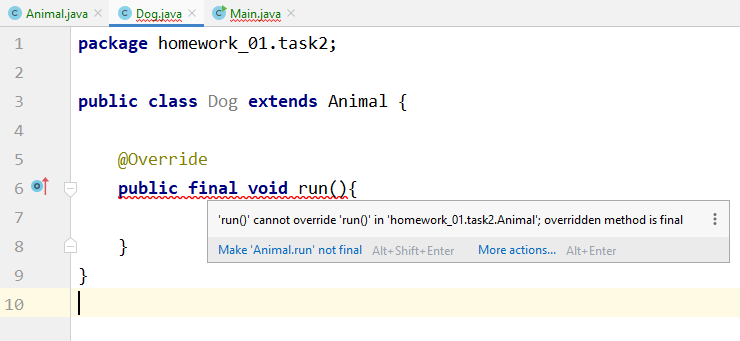 Animal.java Dog.java Main.java
1 package homework_01.task2;
2
3 public class Dog extends Animal {
4
5 @Override
6 public final void run(){
7 'run()' cannot override 'run()' in 'homework_01.task2.Animal'; overridden method is final
8 } Make 'Animal.run' not final Alt+Shift+Enter More actions... Alt+Enter
9 }
10